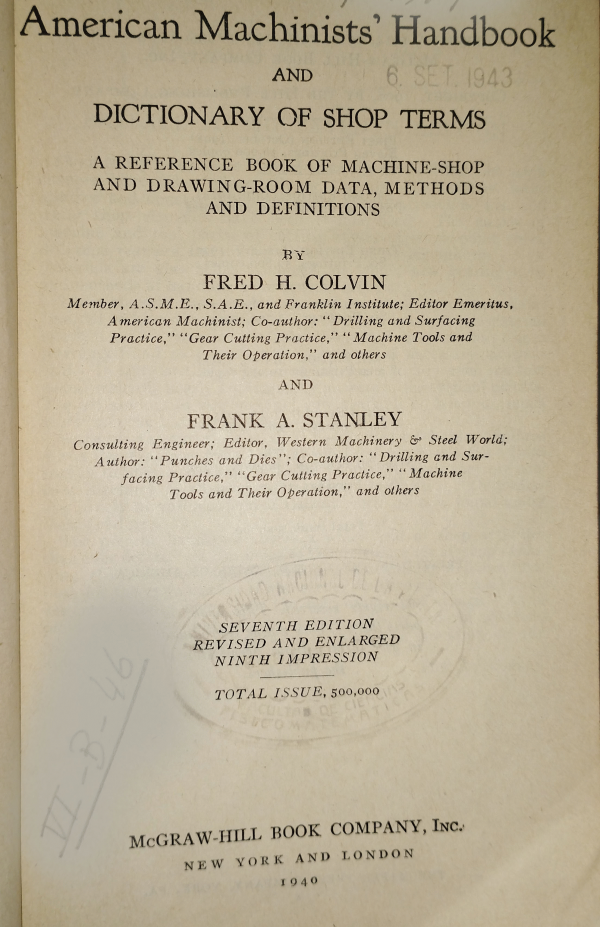 American Machinists' Handbook
AND
6. SET. 1943
DICTIONARY OF SHOP TERMS
A REFERENCE BOOK OF MACHINE-SHOP
AND DRAWING-ROOM DATA, METHODS
AND DEFINITIONS
BY
FRED H. COLVIN
Member, A.S.M.E., S.A.E., and Franklin Institute; Editor Emeritus,
American Machinist; Co-author: "Drilling and Surfacing
Practice," "Gear Cutting Practice," "Machine Tools and
Their Operation," and others
AND
FRANK A. STANLEY
Consulting Engineer; Editor, Western Machinery & Steel World;
Author: "Punches and Dies"; Co-author: "Drilling and Sur-
facing Practice," "Gear Cutting Practice," "Machine
Tools and Their Operation," and others
SEVENTH EDITION
REVISED AND ENLARGED
NINTH IMPRESSION
TOTAL ISSUE, 500,000
VI-B-46
McGRAW-HILL BOOK COMPANY, INC.
NEW YORK AND LONDON
1940